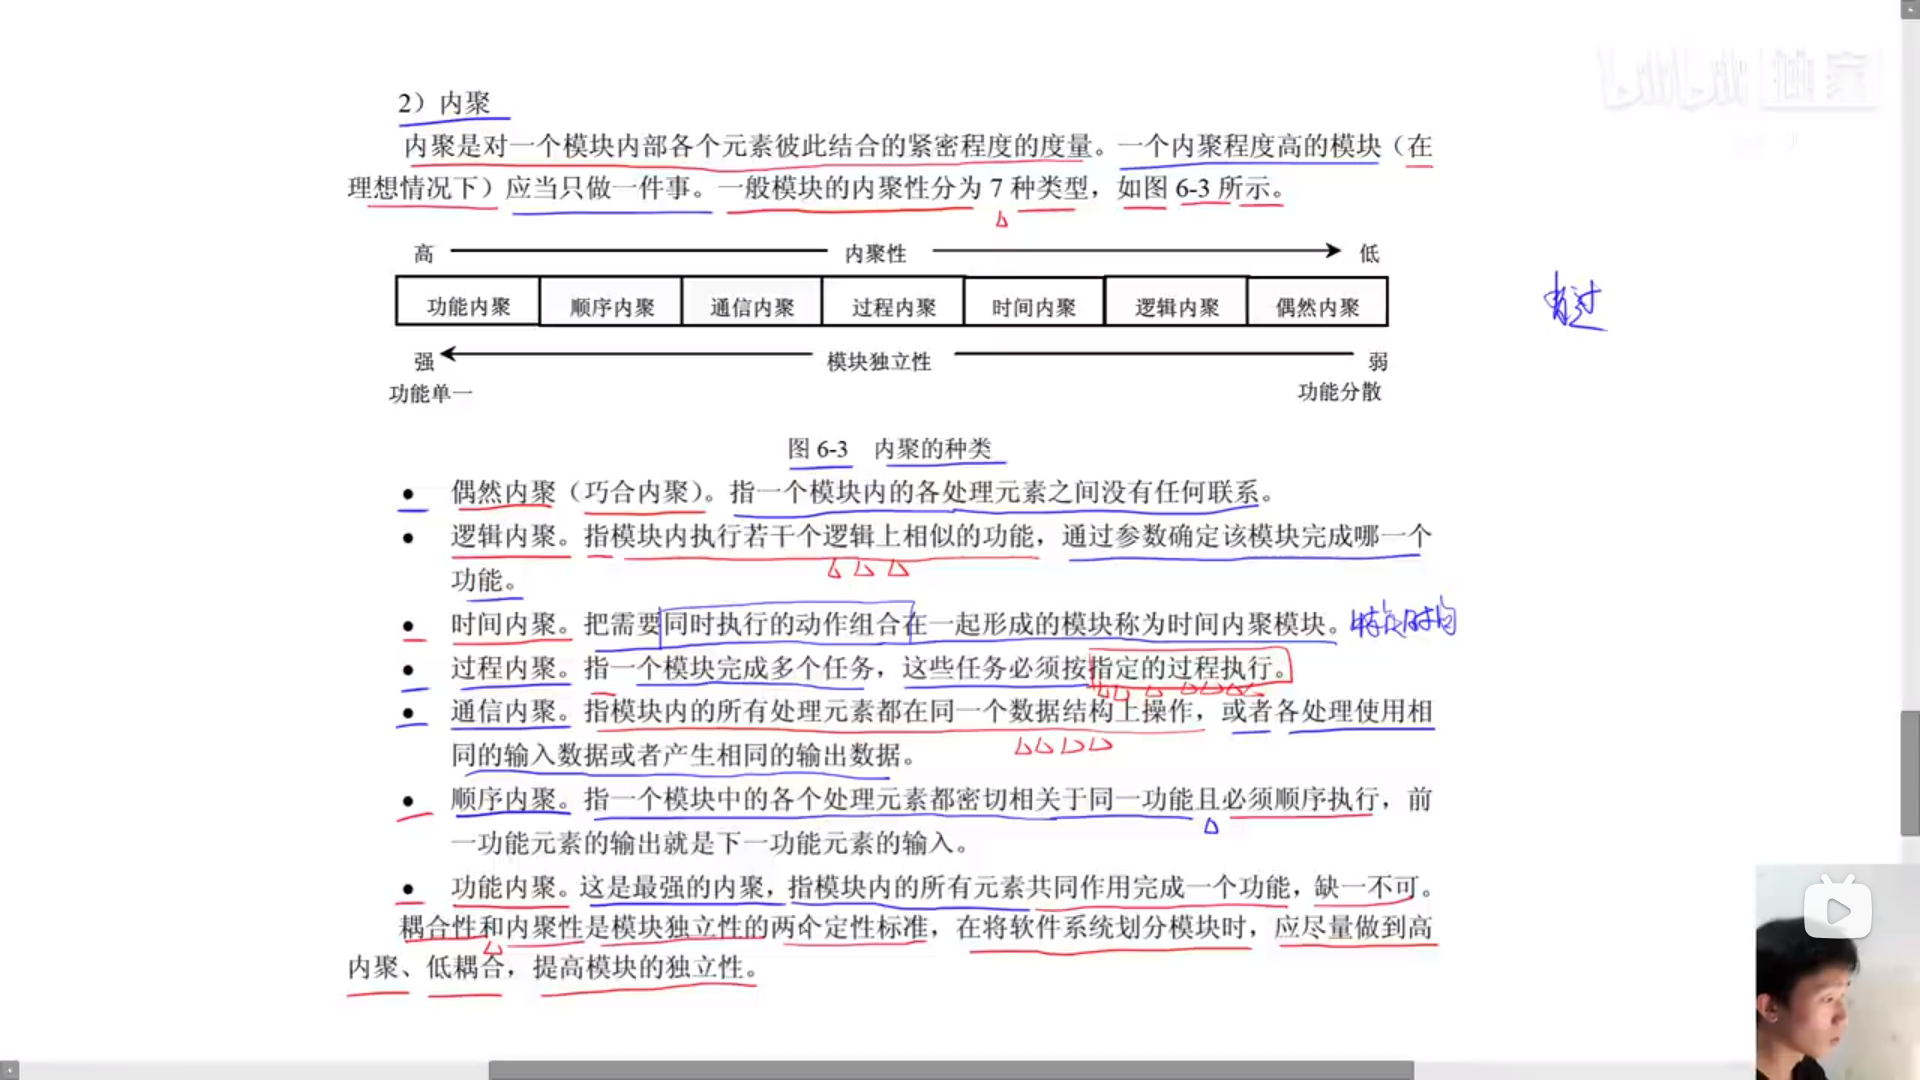 2）内聚
内聚是对一个模块内部各个元素彼此结合的紧密程度的度量。一个内聚程度高的模块（在
理想情况下）应当只做一件事。一般模块的内聚性分为 7 种类型，如图 6-3 所示。
高 内聚性 低
功能内聚 顺序内聚 通信内聚 过程内聚 时间内聚 逻辑内聚 偶然内聚
强 模块独立性 弱
功能单一 功能分散
图 6-3 内聚的种类
● 偶然内聚（巧合内聚）。指一个模块内的各处理元素之间没有任何联系。
● 逻辑内聚。指模块内执行若干个逻辑上相似的功能，通过参数确定该模块完成哪一个
功能。
● 时间内聚。把需要同时执行的动作组合在一起形成的模块称为时间内聚模块。
● 过程内聚。指一个模块完成多个任务，这些任务必须按指定的过程执行。
● 通信内聚。指模块内的所有处理元素都在同一个数据结构上操作，或者各处理使用相
同的输入数据或者产生相同的输出数据。
● 顺序内聚。指一个模块中的各个处理元素都密切相关于同一功能且必须顺序执行，前
一功能元素的输出就是下一功能元素的输入。
● 功能内聚。这是最强的内聚，指模块内的所有元素共同作用完成一个功能，缺一不可。
耦合性和内聚性是模块独立性的两个定性标准，在将软件系统划分模块时，应尽量做到高
内聚、低耦合，提高模块的独立性。
bilibili 独家